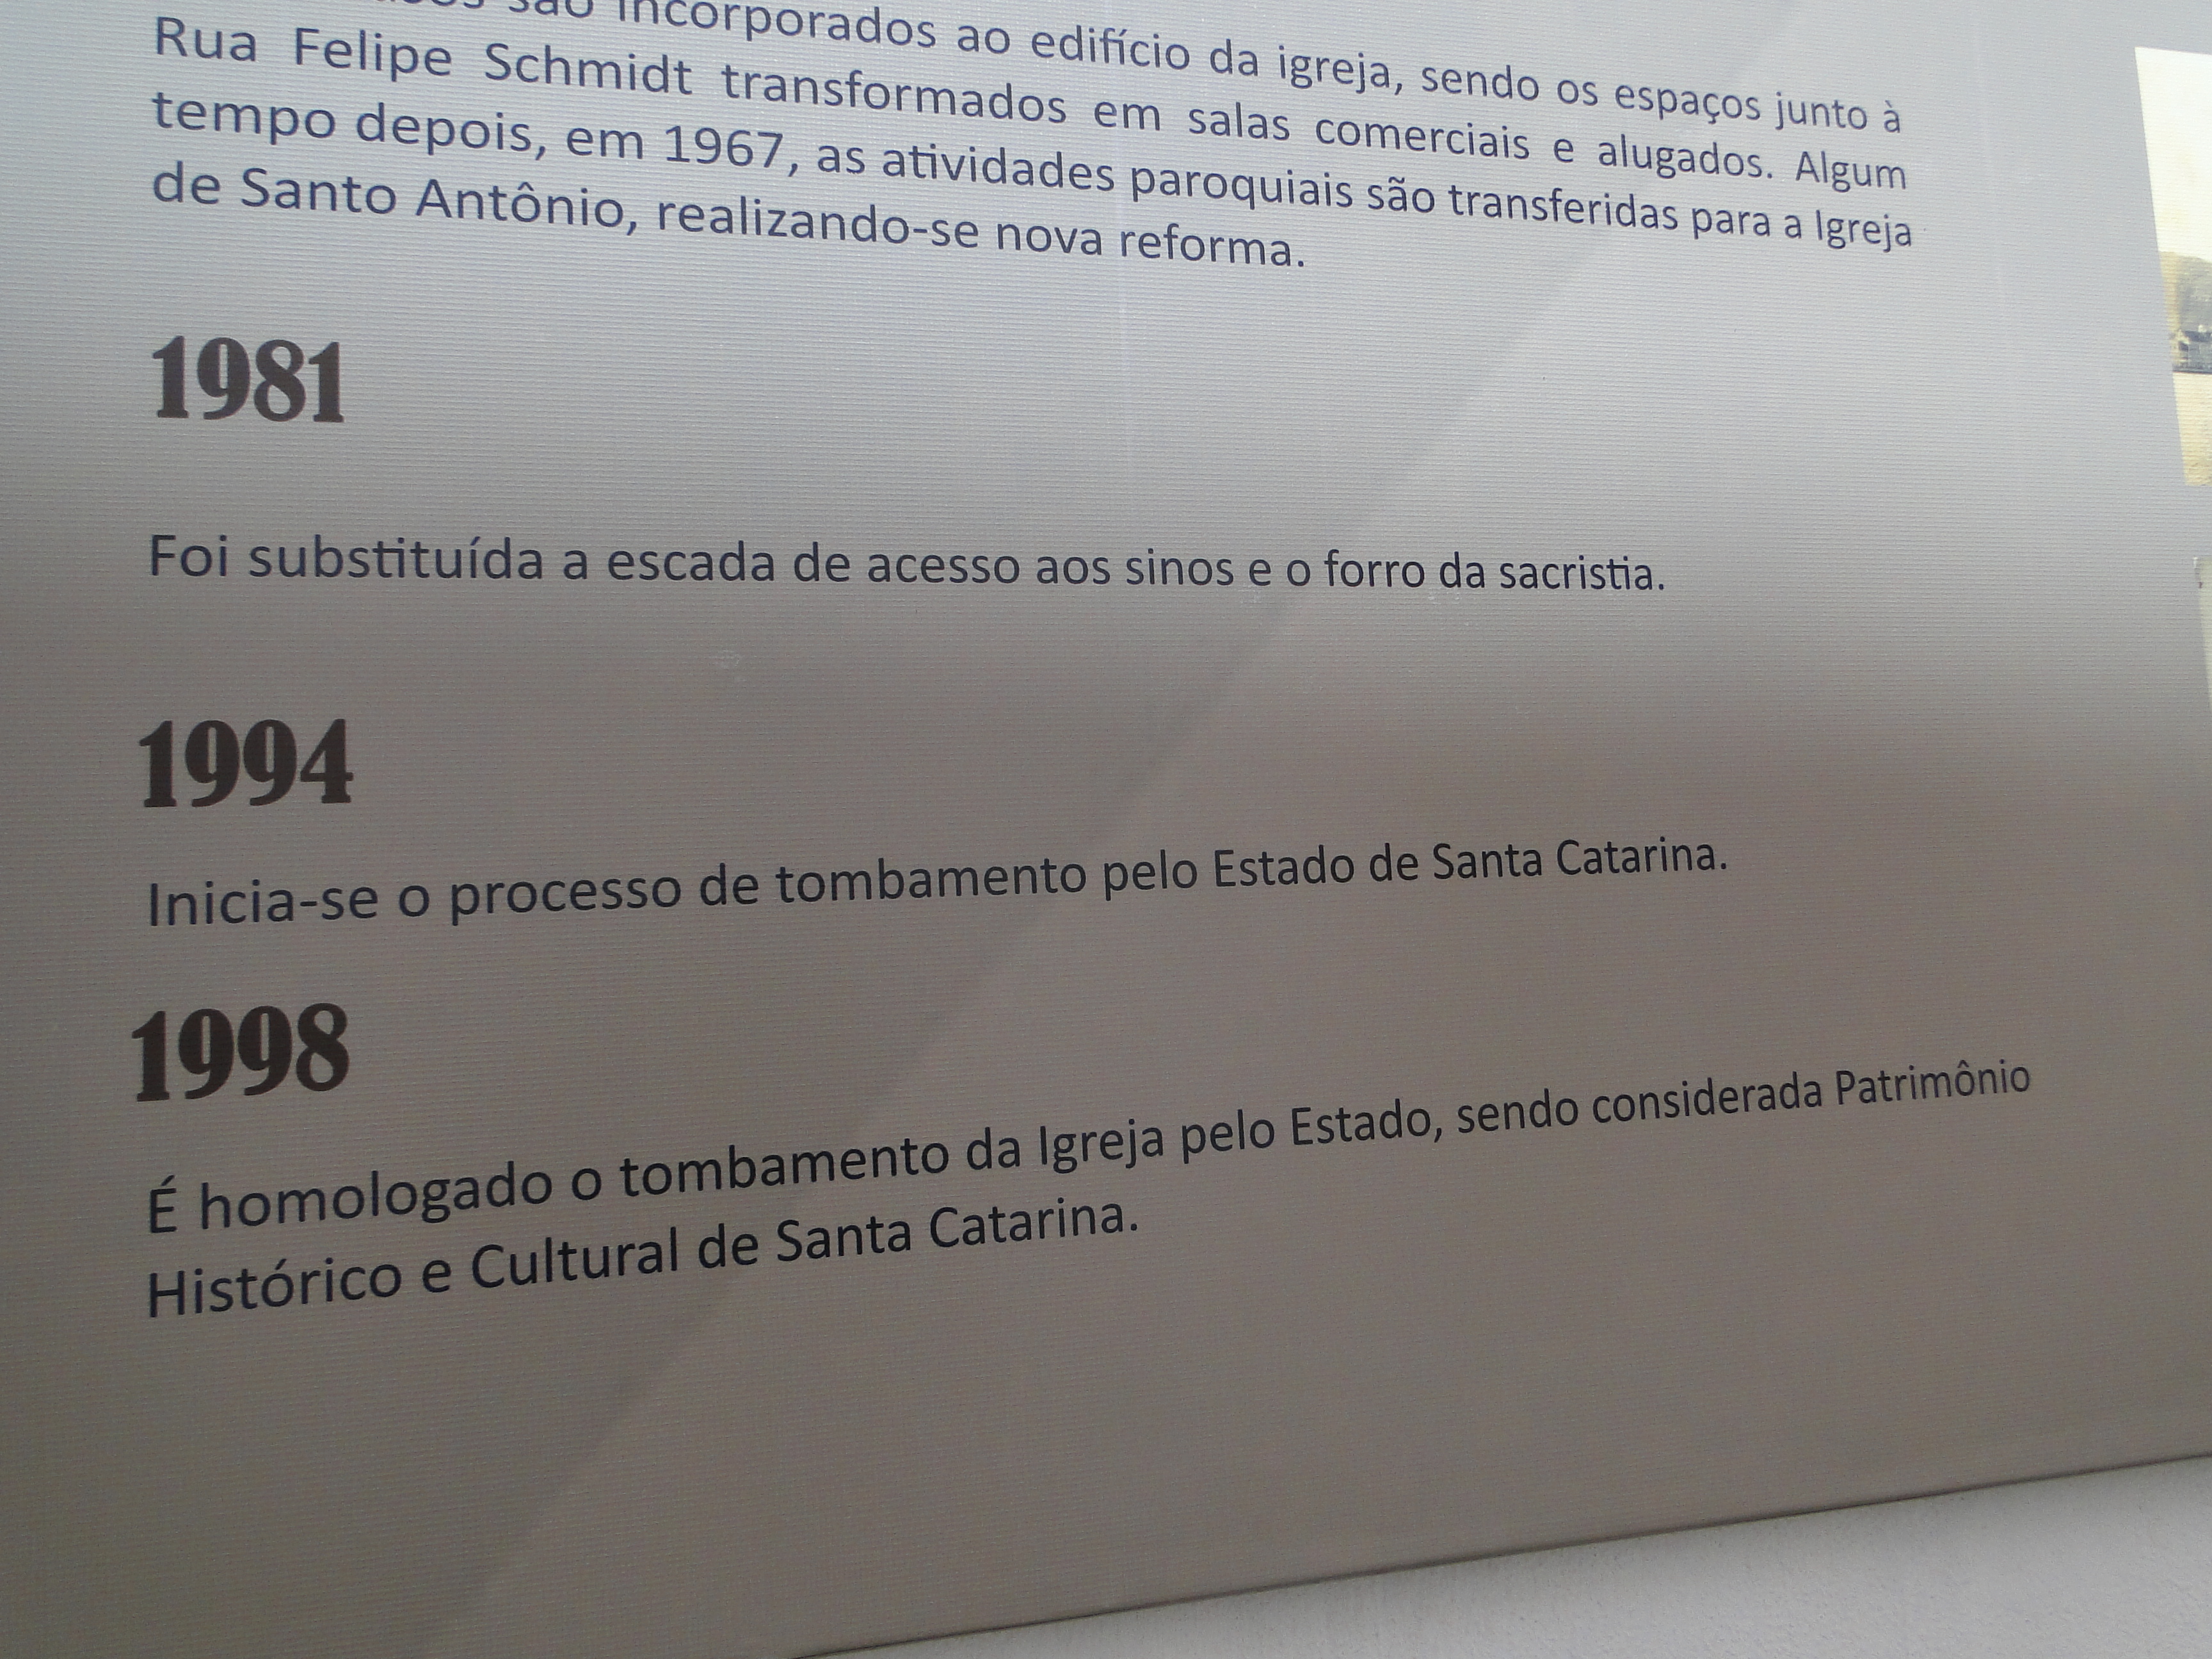 são incorporados ao edifício da igreja, sendo os espaços junto à
Rua Felipe Schmidt transformados em salas comerciais e alugados. Algum
tempo depois, em 1967, as atividades paroquiais são transferidas para a Igreja
de Santo Antônio, realizando-se nova reforma.
1981
Foi substituída a escada de acesso aos sinos e o forro da sacristia.
1994
Inicia-se o processo de tombamento pelo Estado de Santa Catarina.
1998
É homologado o tombamento da Igreja pelo Estado, sendo considerada Patrimônio
Histórico e Cultural de Santa Catarina.